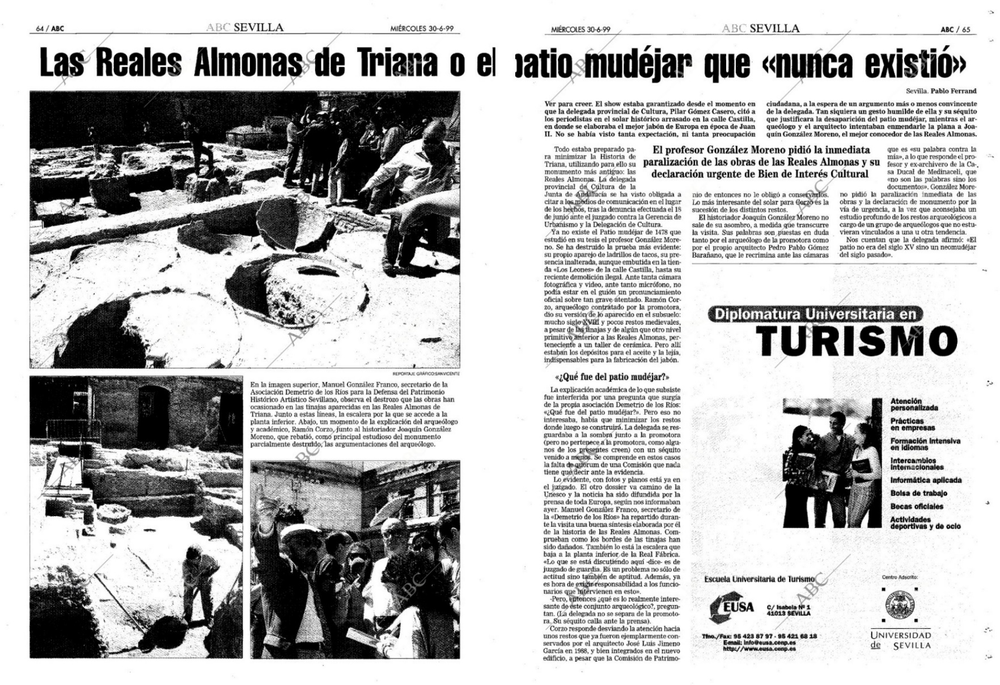 64 / ABC
ABC SEVILLA
MIÉRCOLES 30-6-99
MIÉRCOLES 30-6-99
ABC SEVILLA
ABC / 65
Las Reales Almonas de Triana o el patio mudéjar que «nunca existió»
REPORTAJE GRÁFICO:SANVICENTE
En la imagen superior, Manuel González Franco, secretario de la
Asociación Demetrio de los Ríos para la Defensa del Patrimonio
Histórico Artístico Sevillano, observa el destrozo que las obras han
ocasionado en las tinajas aparecidas en las Reales Almonas de
Triana. Junto a estas líneas, la escalera por la que se accede a la
planta inferior. Abajo, un momento de la explicación del arqueólogo
y académico, Ramón Corzo, junto al historiador Joaquín González
Moreno, que rebatió, como principal estudioso del monumento
parcialmente destruido, las argumentaciones del arqueólogo.
Sevilla. Pablo Ferrand
Ver para creer. El show estaba garantizado desde el momento en
que la delegada provincial de Cultura, Pilar Gómez Casero, citó a
los periodistas en el solar histórico arrasado en la calle Castilla,
en donde se elaboraba el mejor jabón de Europa en época de Juan
II. No se había visto tanta expectación, ni tanta preocupación
ciudadana, a la espera de un argumento más o menos convincente
de la delegada. Tan siquiera un gesto humilde de ella y su séquito
que justificara la desaparición del patio mudéjar, mientras el ar-
queólogo y el arquitecto intentaban enmendarle la plana a Joa-
quín González Moreno, el mejor conocedor de las Reales Almonas.
El profesor González Moreno pidió la inmediata
paralización de las obras de las Reales Almonas y su
declaración urgente de Bien de Interés Cultural
Todo estaba preparado pa-
ra minimizar la Historia de
Triana, utilizando para ello su
monumento más antiguo: las
Reales Almonas. La delegada
provincial de Cultura de la
Junta de Andalucía se ha visto obligada a
citar a los medios de comunicación en el lugar
de los hechos, tras la denuncia efectuada el 18
de junio ante el juzgado contra la Gerencia de
Urbanismo y la Delegación de Cultura.
Ya no existe el Patio mudéjar de 1478 que
estudió en su tesis el profesor González More-
no. Se ha destruido la prueba más evidente:
su propio aparejo de ladrillos de tacos, su pre-
sencia inalterada, aunque embutida en la tien-
da «Los Leones» de la calle Castilla, hasta su
reciente demolición ilegal. Ante tanta cámara
fotográfica y video, ante tanto micrófono, no
podía estar en el guión un pronunciamiento
oficial sobre tan grave atentado. Ramón Cor-
zo, arqueólogo contratado por la promotora,
dio su versión de lo aparecido en el subsuelo:
mucho siglo XVIII y pocos restos medievales,
a pesar de las tinajas y de algún que otro nivel
primitivo anterior a las Reales Almonas, per-
teneciente a un taller de cerámica. Pero allí
estaban los depósitos para el aceite y la lejía,
indispensables para la fabricación del jabón.
«¿Qué fue del patio mudéjar?»
La explicación académica de lo que subsiste
fue interferida por una pregunta que surgía
de la propia asociación Demetrio de los Ríos:
«¿Qué fue del patio mudéjar?». Pero eso no
interesaba, había que minimizar los restos
donde luego se construirá. La delegada se res-
guardaba a la sombra junto a la promotora
(pero no pertenece a la promotora, como algu-
nos de los presentes creen) con un séquito
venido a menos. Se comprende en estos casos
la falta de quórum de una Comisión que nada
tiene que decir ante la evidencia.
Lo evidente, con fotos y planos está ya en
el juzgado. El otro dossier va camino de la
Unesco y la noticia ha sido difundida por la
prensa de toda Europa, según nos informaban
ayer. Manuel González Franco, secretario de
la «Demetrio de los Ríos» ha repartido duran-
te la visita una buena síntesis elaborada por él
de la historia de las Reales Almonas. Com-
prueban como los bordes de las tinajas han
sido dañados. También lo está la escalera que
baja a la planta inferior de la Real Fábrica.
«Lo que se está discutiendo aquí -dice- es de
juzgado de guardia. Es un problema no sólo de
actitud sino también de aptitud. Además, ya
es hora de exigir responsabilidad a los funcio-
narios que intervienen en esto».
-Pero, entonces ¿qué es lo realmente intere-
sante de este conjunto arqueológico?, pregun-
tan. (La delegada no se separa de la promoto-
ra. Su séquito calla ante la prensa).
Corzo responde desviando la atención hacia
unos restos que ya fueron ejemplarmente con-
servados por el arquitecto José Luis Jimeno
García en 1988, y bien integrados en el nuevo
edificio, a pesar que la Comisión de Patrimo-
nio de entonces no le obligó a conservarlos.
Lo más interesante del solar para Corzo es la
sucesión de los distintos restos.
El historiador Joaquín González Moreno no
sale de su asombro, a medida que transcurre
la visita. Sus palabras son puestas en duda
tanto por el arqueólogo de la promotora como
por el propio arquitecto Pedro Pablo Gómez
Barañano, que le recrimina ante las cámaras
que es «su palabra contra la
mía», a lo que responde el pro-
fesor y ex-archivero de la Ca-
sa Ducal de Medinaceli, que
«no son las palabras sino los
documentos». González More-
no pidió la paralización inmediata de las
obras y la declaración de monumento por la
vía de urgencia, a la vez que aconsejaba un
estudio profundo de los restos arqueológicos a
cargo de un grupo de arqueólogos que no estu-
vieran vinculados a una u otra tendencia.
Nos cuentan que la delegada afirmó: «El
patio no era del siglo XV sino un neomudéjar
del siglo pasado».
Diplomatura Universitaria en
TURISMO
Atención
personalizada
Prácticas
en empresas
Formación intensiva
en idiomas
Intercambios
internacionales
Informática aplicada
Bolsa de trabajo
Becas oficiales
Actividades
deportivas y de ocio
Escuela Universitaria de Turismo
EUSA
C/ Isabela Nº 1
41013 SEVILLA
Tfno./Fax: 95 423 87 97 - 95 421 68 18
E-mail: info@eusa.cenp.es
http://www.eusa.cenp.es
Centro Adscrito:
UNIVERSIDAD
de SEVILLA